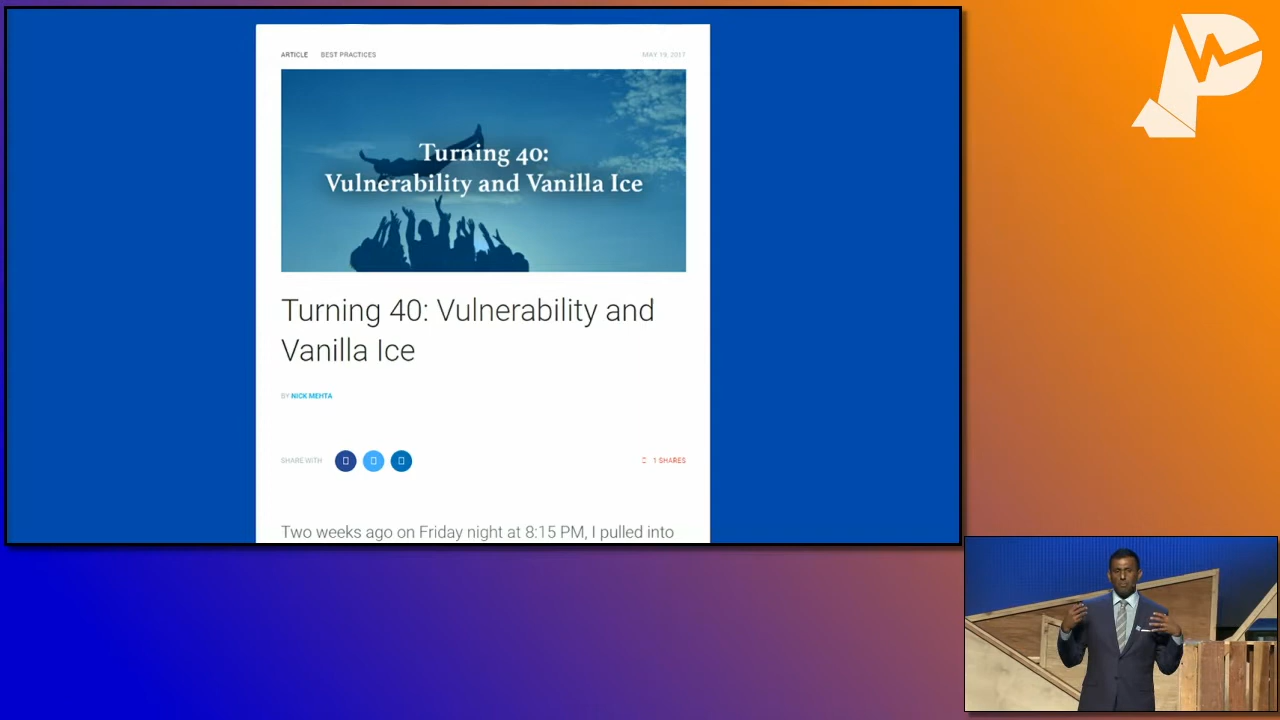 ARTICLE BEST PRACTICES MAY 19, 2017
Turning 40:
Vulnerability and Vanilla Ice
Turning 40: Vulnerability and
Vanilla Ice
BY NICK MEHTA
SHARE WITH 1 SHARES
Two weeks ago on Friday night at 8:15 PM, I pulled into